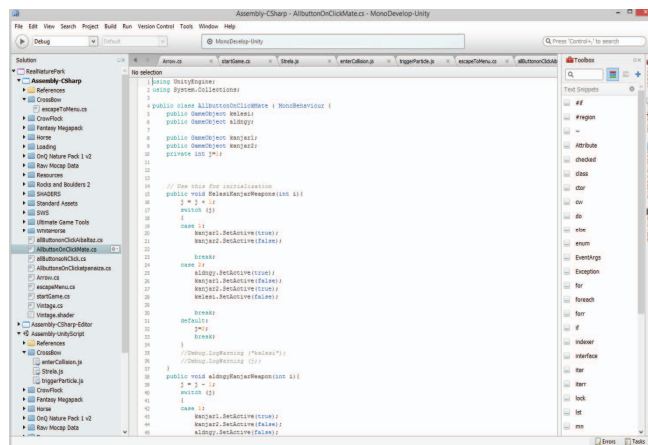 Assembly-CSharp - AllbuttonOnClickMate.cs - MonoDevelop-Unity
File Edit View Search Project Build Run Version Control Tools Window Help
Debug Default MonoDevelop-Unity Press 'Control+,' to search
Solution
RealNaturePark
Assembly-CSharp
References
CrossBow
escapeToMenu.cs
CrowFlock
Fantasy Megapack
Horse
Loading
OnQ Nature Pack 1 v2
Raw Mocap Data
Resources
Rocks and Boulders 2
SHADERS
Standard Assets
SWS
Ultimate Game Tools
WhiteHorse
allButtononClickAibaltaz.cs
AllbuttonOnClickMate.cs
allButtonsoNClick.cs
AllbuttonsOnClickatpanaiza.cs
Arrow.cs
escapeMenu.cs
startGame.cs
Vintage.cs
Vintage.shader
Assembly-CSharp-Editor
Assembly-UnityScript
References
CrossBow
enterCollision.js
Strela.js
triggerParticle.js
CrowFlock
Fantasy Megapack
Horse
OnQ Nature Pack 1 v2
Raw Mocap Data
Arrow.cs startGame.cs Strela.js enterCollision.js triggerParticle.js escapeToMenu.cs allButtononClickAib
No selection
1 using UnityEngine;
2 using System.Collections;
3
4 public class AllbuttonOnClickMate : MonoBehaviour {
5 public GameObject kelesi;
6 public GameObject aldngy;
7
8 public GameObject kanjar1;
9 public GameObject kanjar2;
10 private int j=0;
11
12
13
14 // Use this for initialization
15 public void KelesiKanjarWeapons(int i){
16 j = j + 1;
17 switch (j)
18 {
19 case 1:
20 kanjar1.SetActive(true);
21 kanjar2.SetActive(false);
22
23 break;
24 case 2:
25 aldngy.SetActive(true);
26 kanjar1.SetActive(false);
27 kanjar2.SetActive(true);
28 kelesi.SetActive(false);
29
30 break;
31 default:
32 j=0;
33 break;
34 }
35 //Debug.LogWarning ("kelesi");
36 //Debug.LogWarning (j);
37 }
38 public void aldngyKanjarWeapon(int i){
39 j = j - 1;
40 switch (j)
41 {
42 case 1:
43 kanjar1.SetActive(true);
44 kanjar2.SetActive(false);
45 aldngy.SetActive(false);
Toolbox
Text Snippets
#if
#region
~
Attribute
checked
class
ctor
cw
do
else
enum
EventArgs
Exception
for
foreach
forr
if
indexer
interface
iter
iterr
lock
lst
mn
Errors Tasks